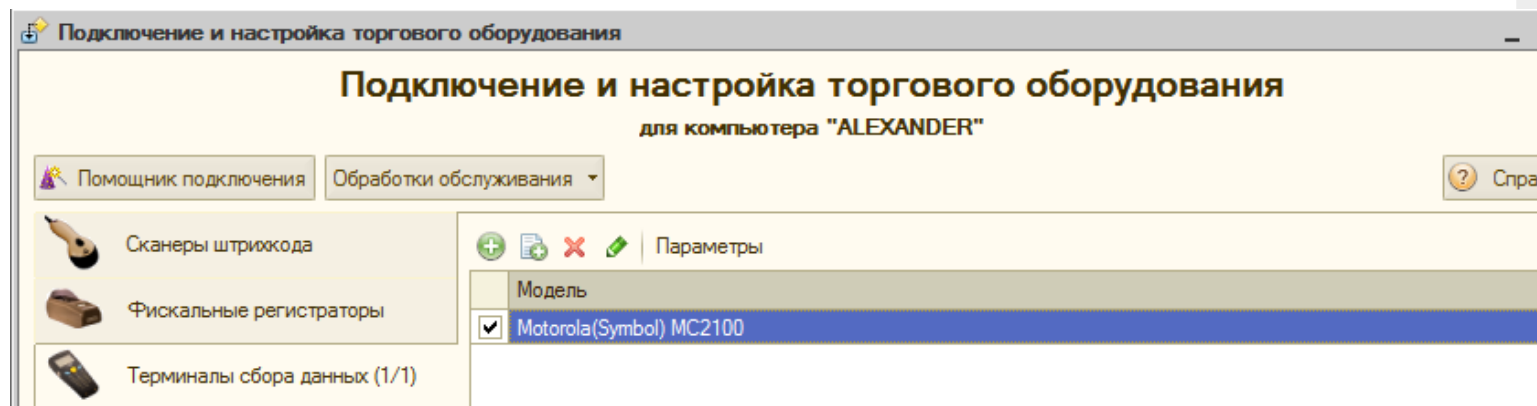 Подключение и настройка торгового оборудования
Подключение и настройка торгового оборудования
для компьютера "ALEXANDER"
Помощник подключения
Обработки обслуживания
Спра
Сканеры штрихкода
Параметры
Модель
Фискальные регистраторы
Motorola(Symbol) MC2100
Терминалы сбора данных (1/1)